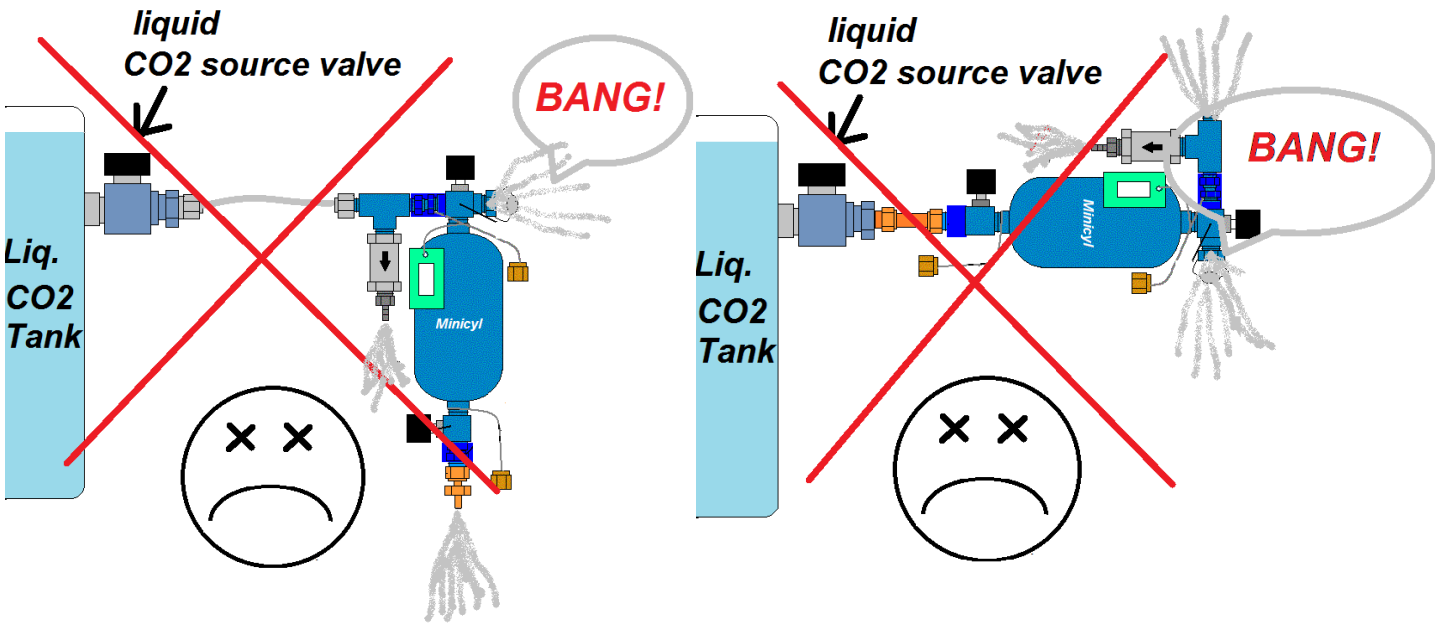 liquid
CO2 source valve
BANG!
Liq.
CO2
Tank
Minicyl
liquid
CO2 source valve
BANG!
Liq.
CO2
Tank
Minicyl